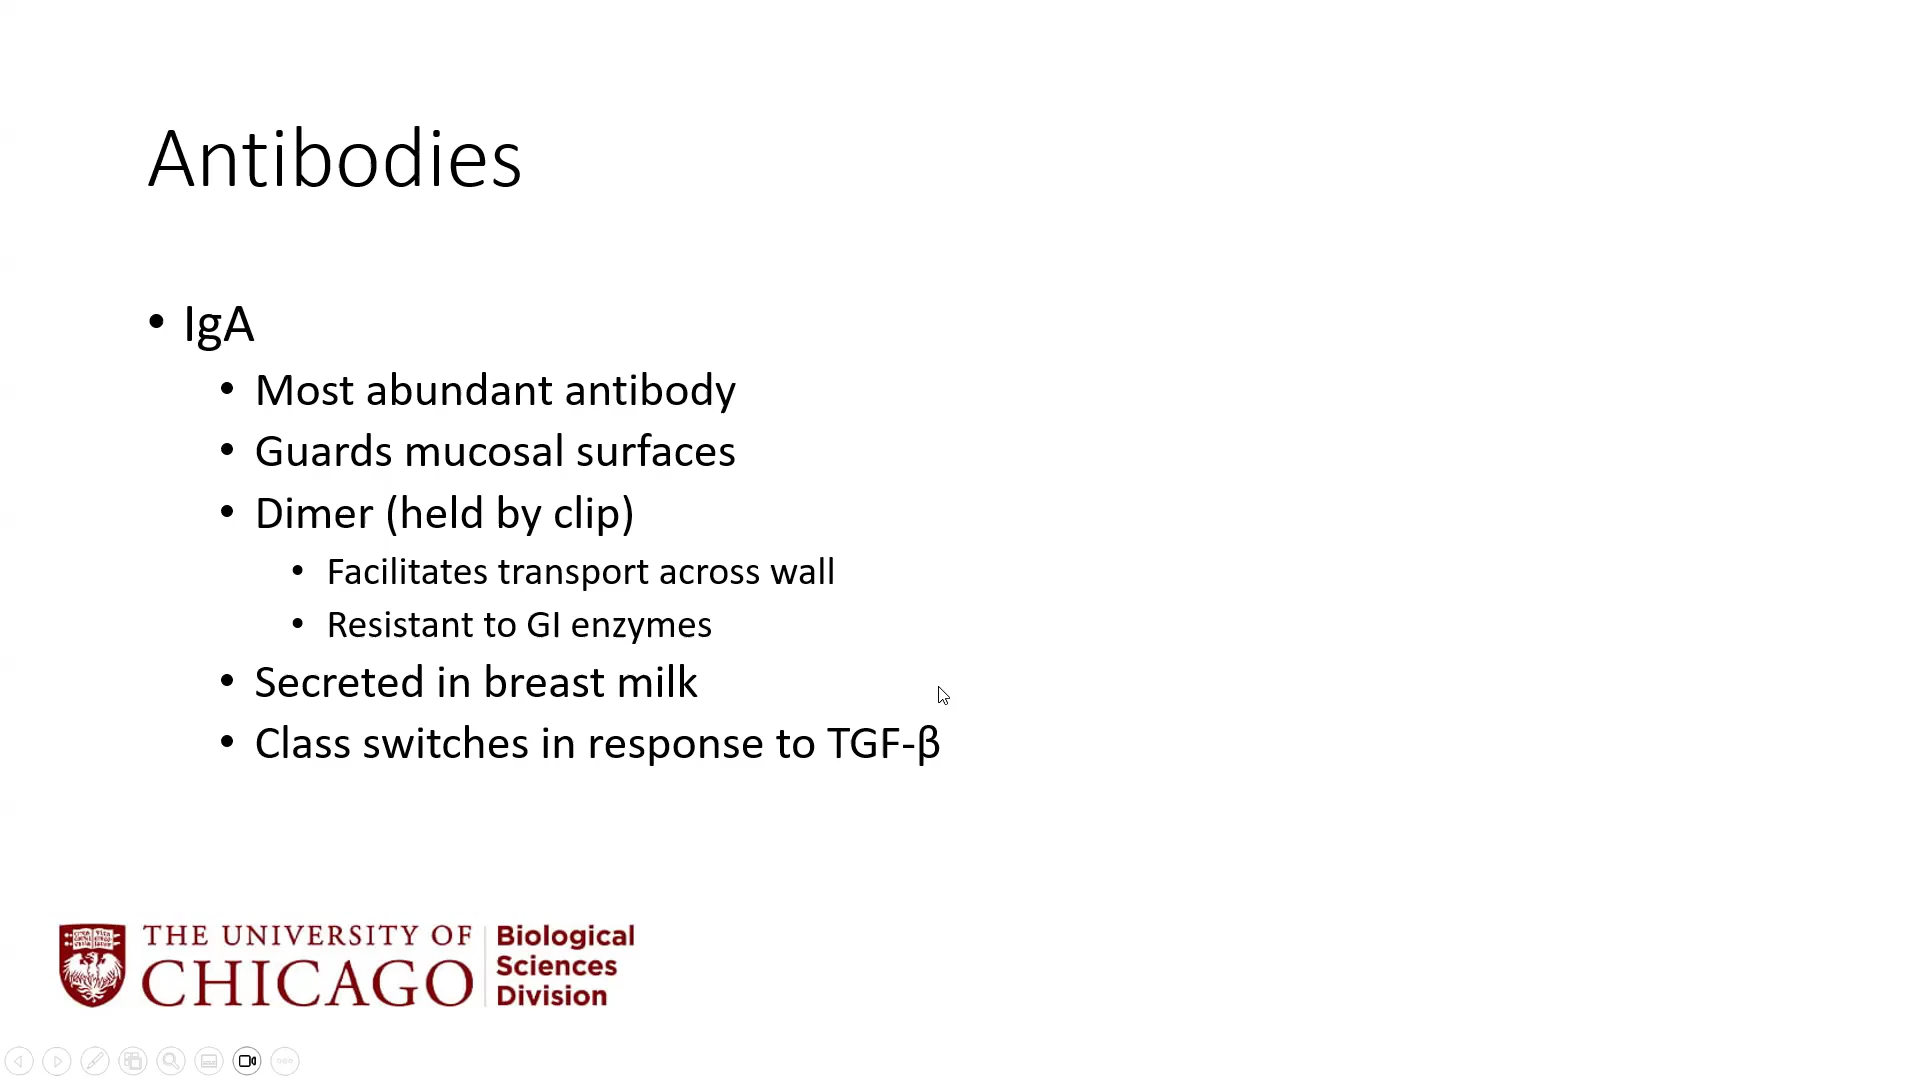 Antibodies
• IgA
• Most abundant antibody
• Guards mucosal surfaces
• Dimer (held by clip)
• Facilitates transport across wall
• Resistant to GI enzymes
• Secreted in breast milk
• Class switches in response to TGF-β
THE UNIVERSITY OF
CHICAGO
Biological
Sciences
Division